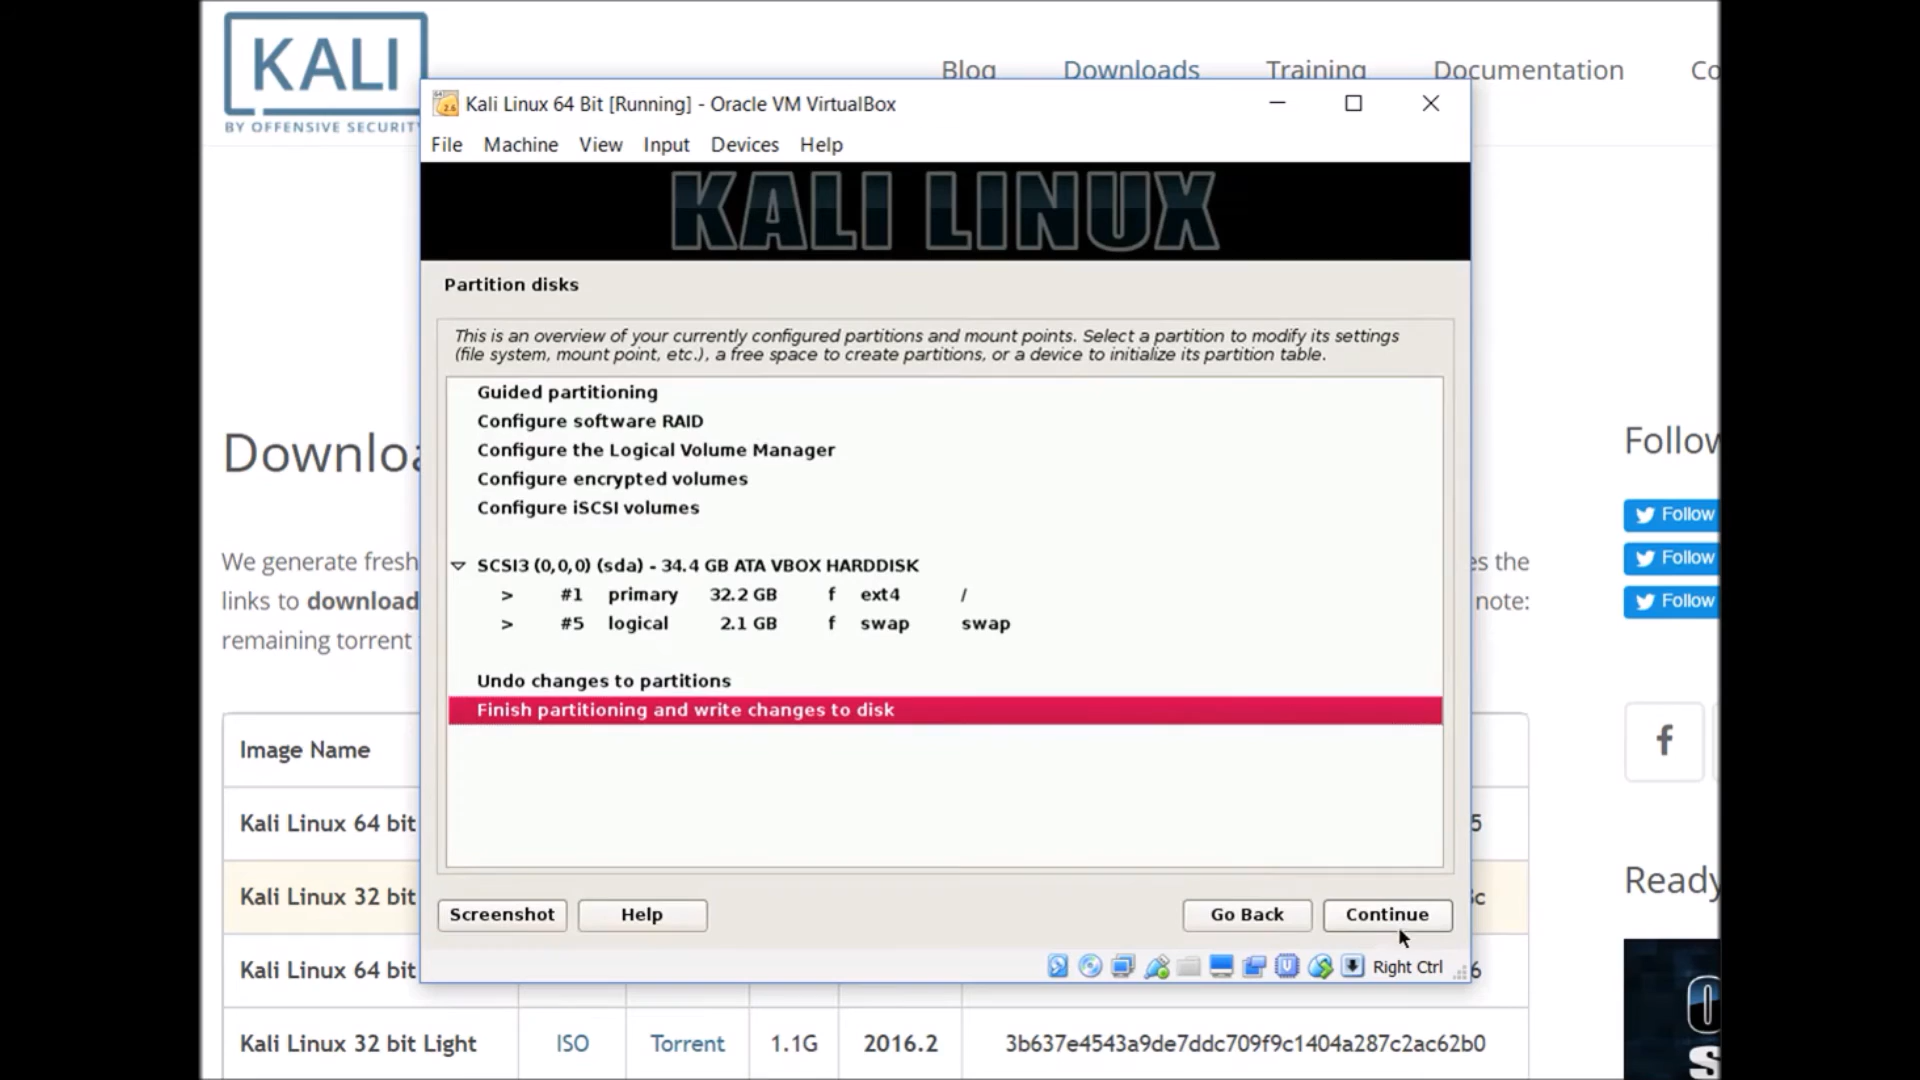 KALI
BY OFFENSIVE SECURITY
Blog Downloads Training Documentation Co
Kali Linux 64 Bit [Running] - Oracle VM VirtualBox
File Machine View Input Devices Help
KALI LINUX
Partition disks
This is an overview of your currently configured partitions and mount points. Select a partition to modify its settings
(file system, mount point, etc.), a free space to create partitions, or a device to initialize its partition table.
Guided partitioning
Configure software RAID
Configure the Logical Volume Manager
Configure encrypted volumes
Configure iSCSI volumes
SCSI3 (0,0,0) (sda) - 34.4 GB ATA VBOX HARDDISK
> #1 primary 32.2 GB f ext4 /
> #5 logical 2.1 GB f swap swap
Undo changes to partitions
Finish partitioning and write changes to disk
Screenshot Help Go Back Continue
Right Ctrl
Downloa
We generate fresh es the
links to download note:
remaining torrent
Image Name
Kali Linux 64 bit 5
Kali Linux 32 bit c
Kali Linux 64 bit 6
Kali Linux 32 bit Light ISO Torrent 1.1G 2016.2 3b637e4543a9de7ddc709f9c1404a287c2ac62b0
Follow
Follow
Follow
Follow
f
Ready
O
S